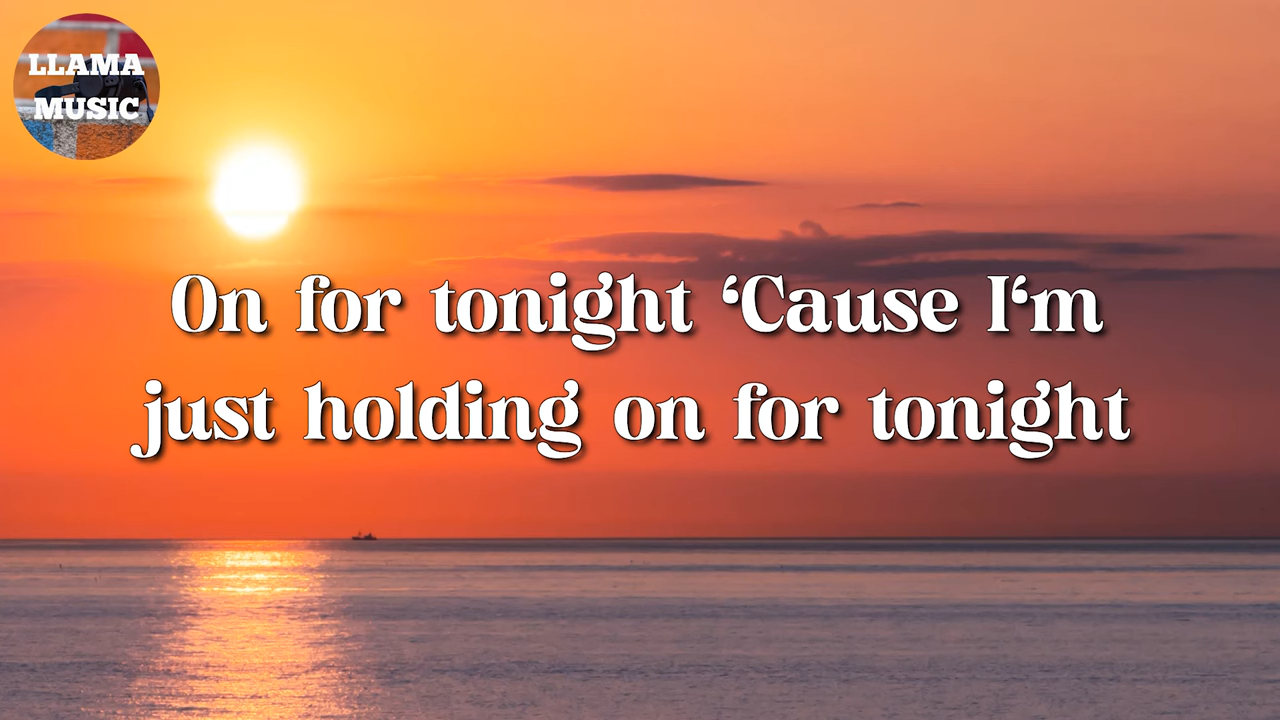 LLAMA
MUSIC
On for tonight ‘Cause I‘m
just holding on for tonight